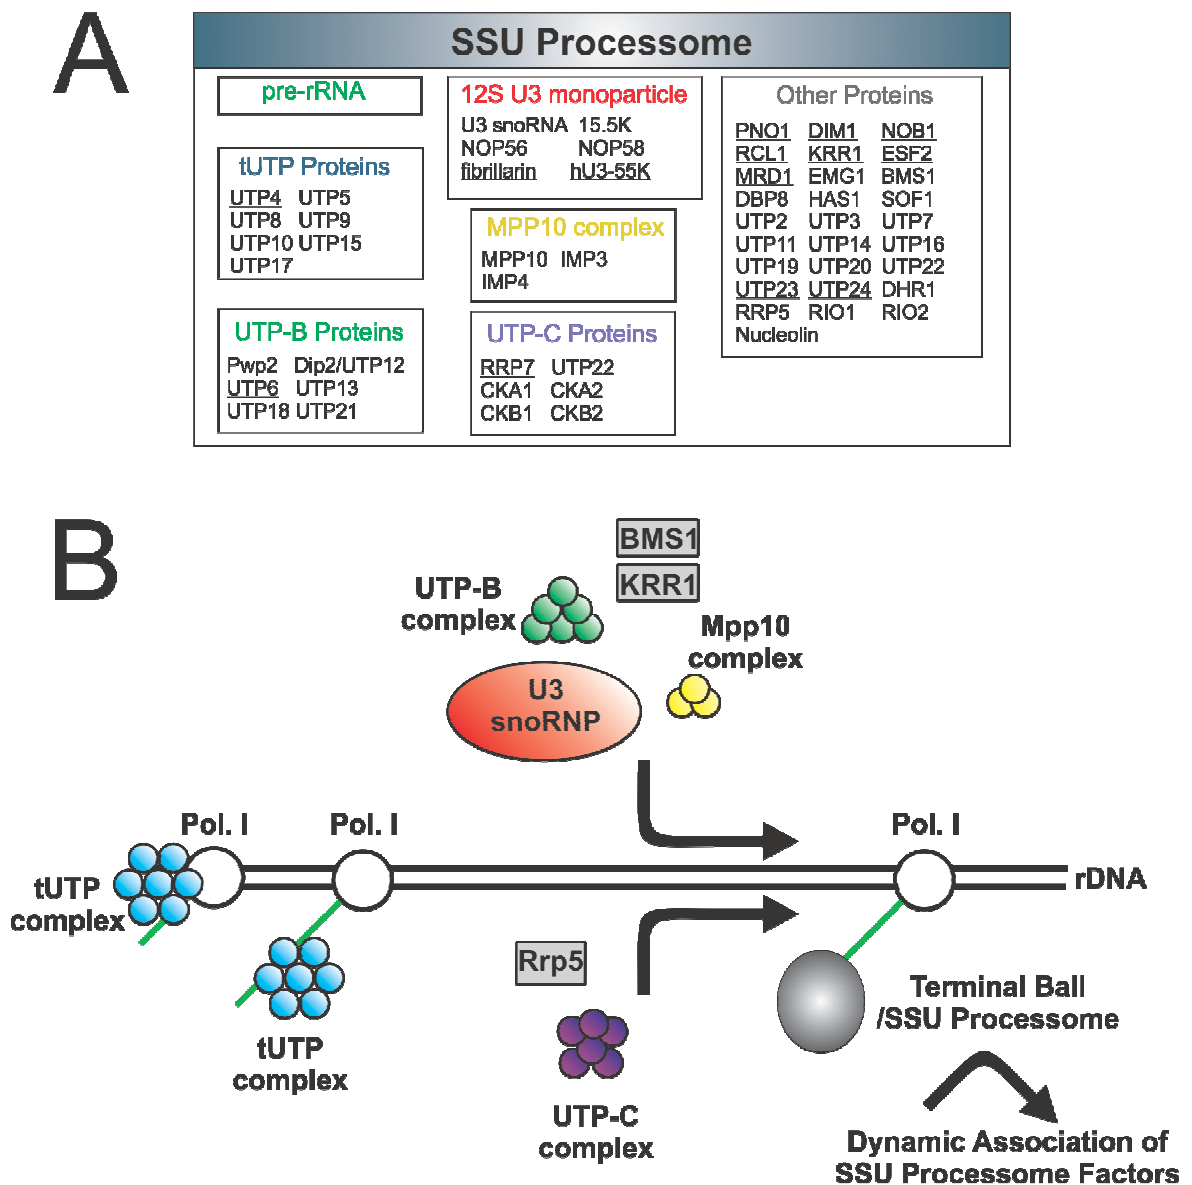 A
SSU Processome
pre-rRNA
tUTP Proteins
UTP4 UTP5
UTP8 UTP9
UTP10 UTP15
UTP17
UTP-B Proteins
Pwp2 Dip2/UTP12
UTP6 UTP13
UTP18 UTP21
12S U3 monoparticle
U3 snoRNA 15.5K
NOP56 NOP58
fibrillarin hU3-55K
MPP10 complex
MPP10 IMP3
IMP4
UTP-C Proteins
RRP7 UTP22
CKA1 CKA2
CKB1 CKB2
Other Proteins
PNO1 DIM1 NOB1
RCL1 KRR1 ESF2
MRD1 EMG1 BMS1
DBP8 HAS1 SOF1
UTP2 UTP3 UTP7
UTP11 UTP14 UTP16
UTP19 UTP20 UTP22
UTP23 UTP24 DHR1
RRP5 RIO1 RIO2
Nucleolin
B
BMS1
KRR1
UTP-B
complex
Mpp10
complex
U3
snoRNP
Pol. I
Pol. I
Pol. I
tUTP
complex
rDNA
Rrp5
tUTP
complex
UTP-C
complex
Terminal Ball
/SSU Processome
Dynamic Association of
SSU Processome Factors